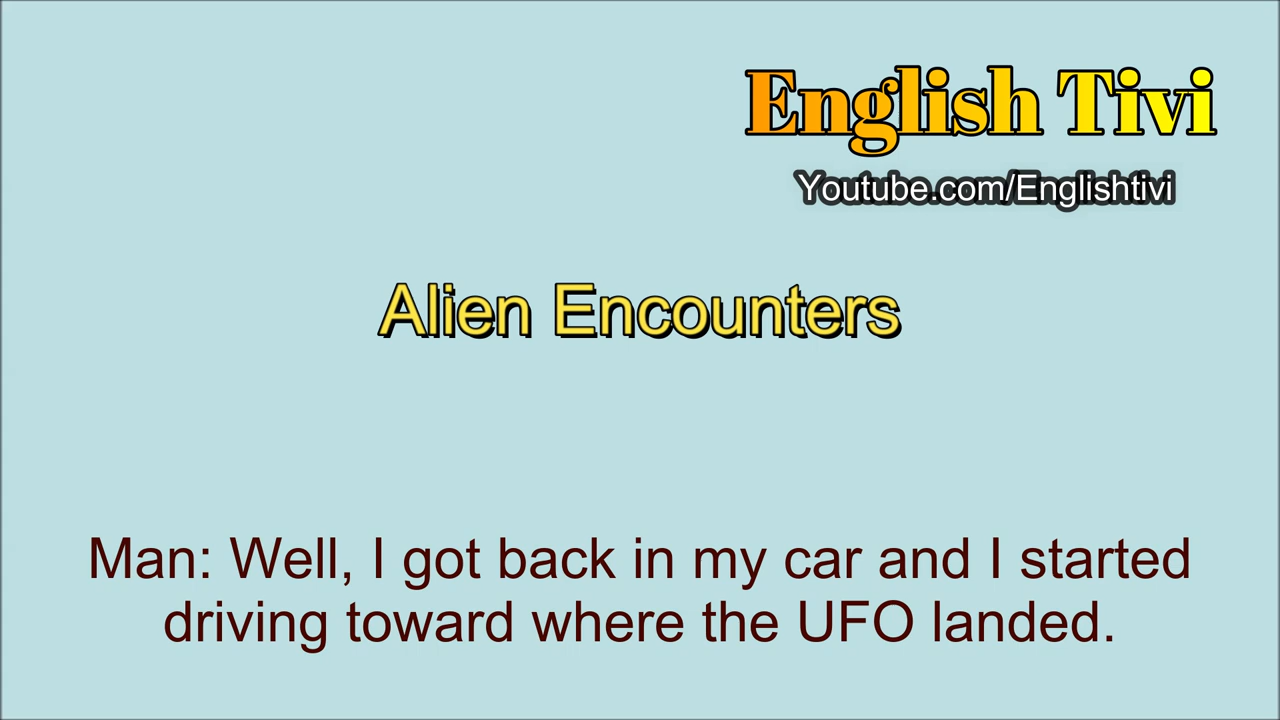 English Tivi
Youtube.com/Englishtivi
Alien Encounters
Man: Well, I got back in my car and I started
driving toward where the UFO landed.